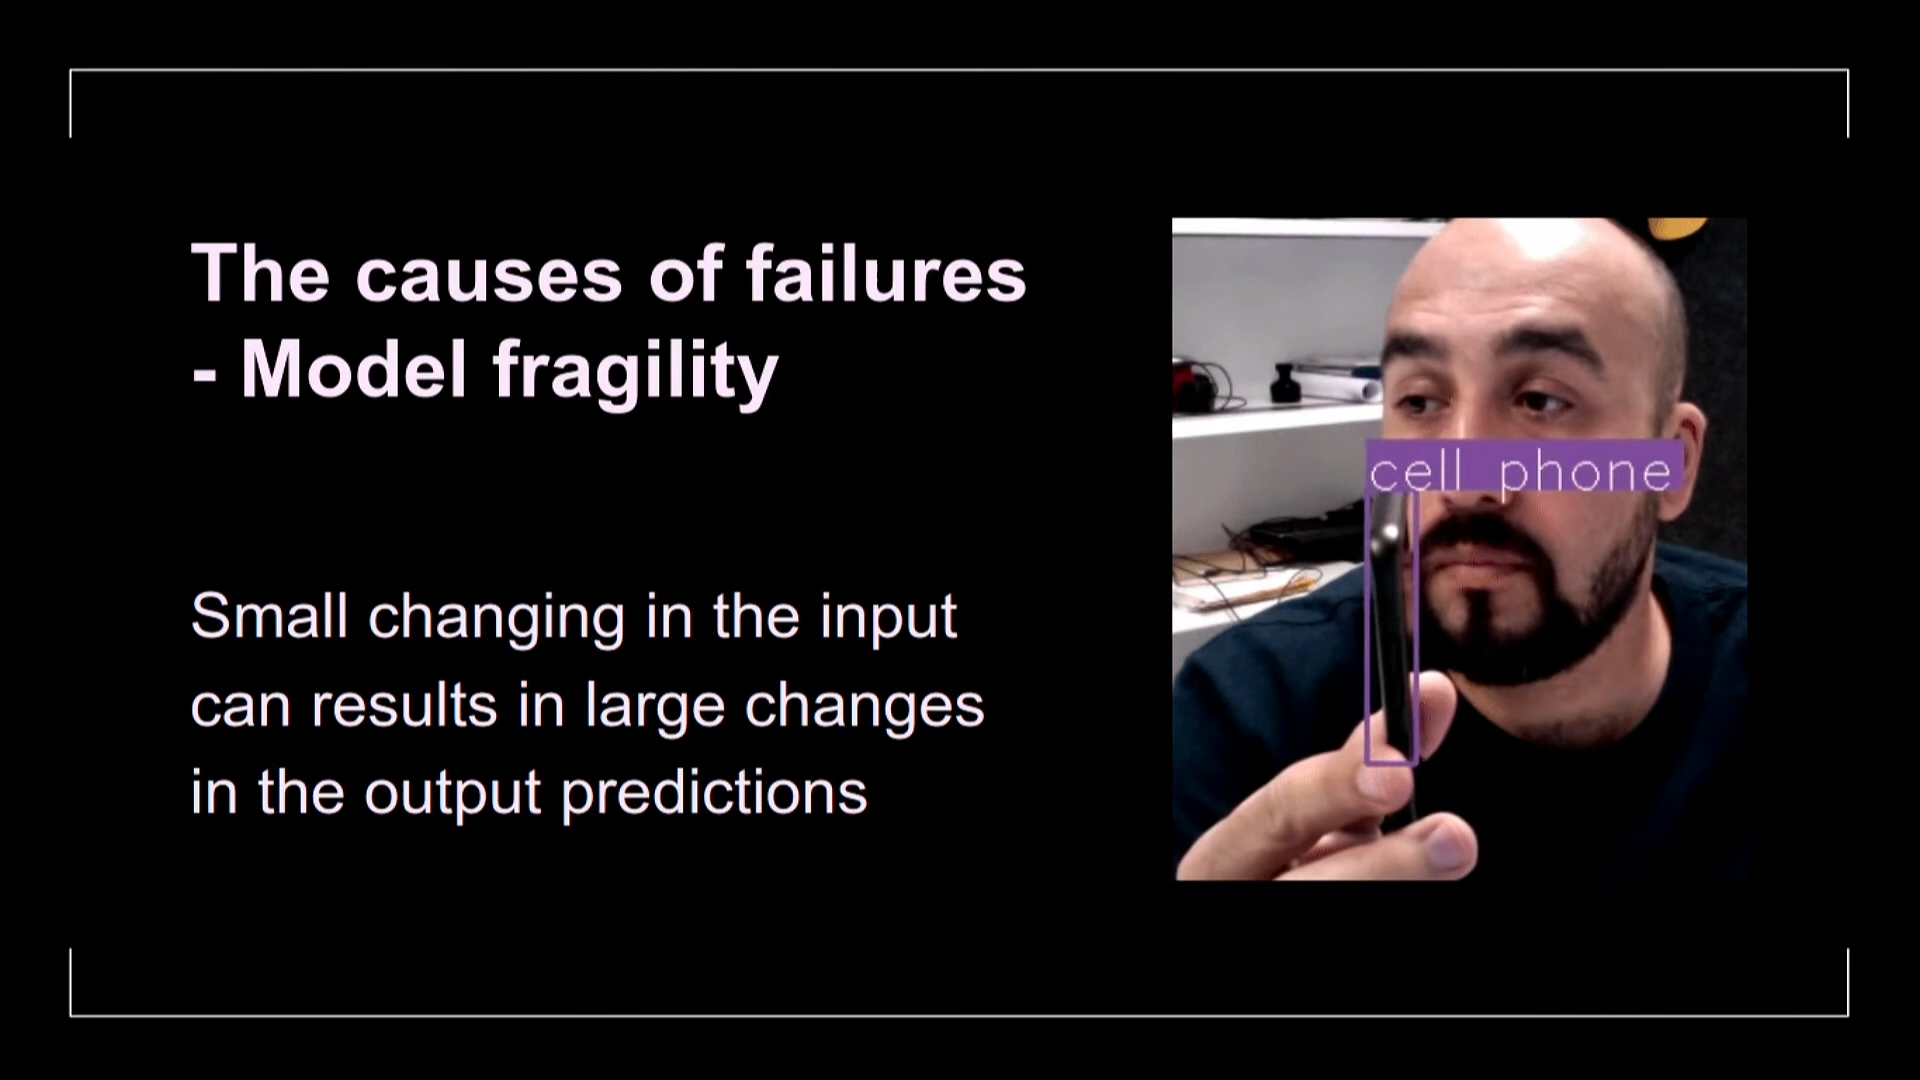 The causes of failures
- Model fragility
Small changing in the input
can results in large changes
in the output predictions
cell phone